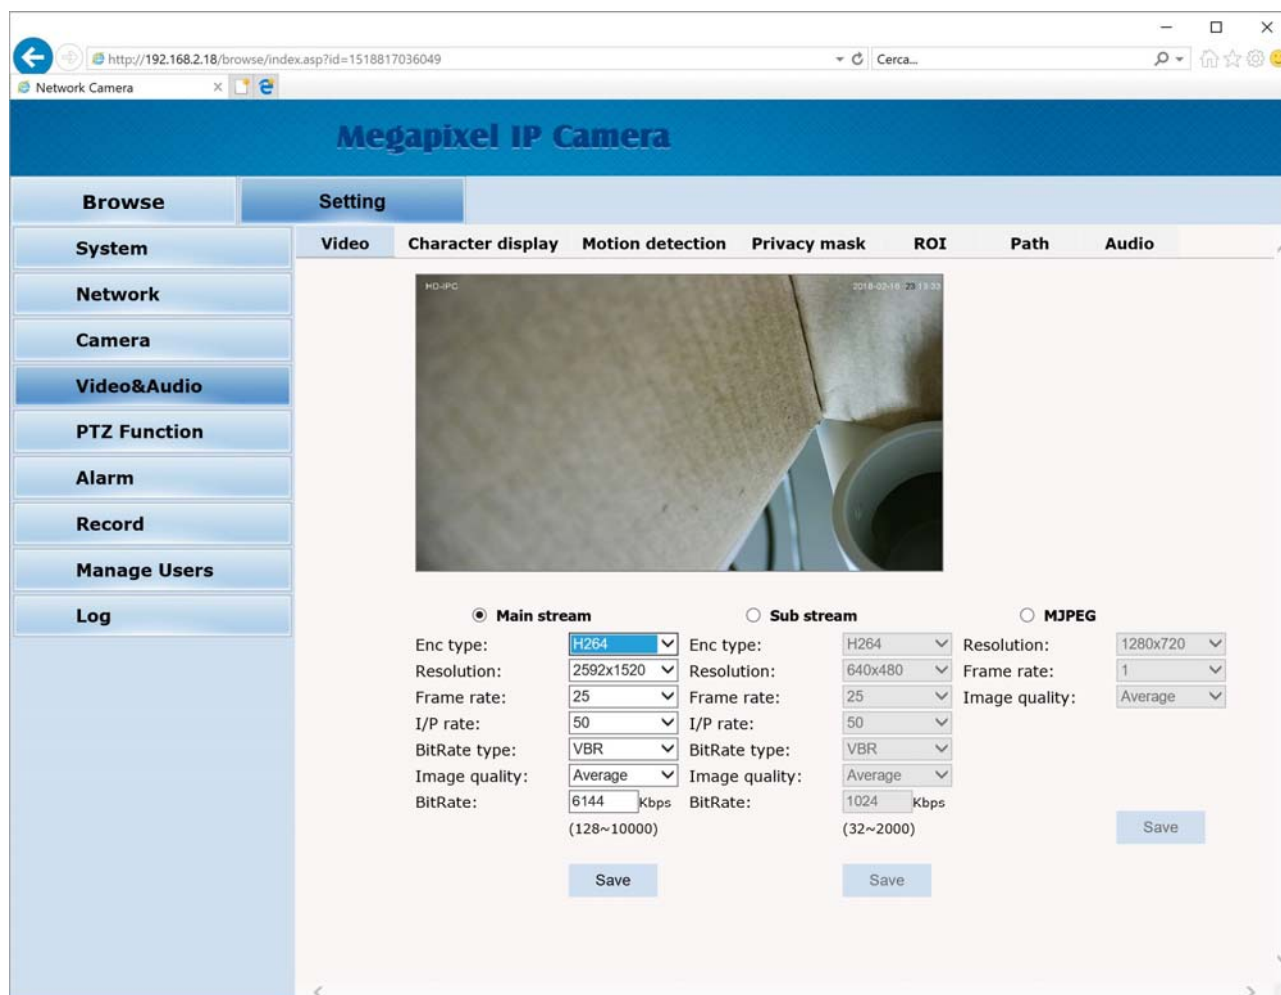 http://192.168.2.18/browse/index.asp?id=1518817036049
Cerca...
Network Camera
Megapixel IP Camera
Browse
Setting
System
Network
Camera
Video&Audio
PTZ Function
Alarm
Record
Manage Users
Log
Video Character display Motion detection Privacy mask ROI Path Audio
HD-IPC
Main stream Sub stream MJPEG
Enc type: H264 Enc type: H264 Resolution: 1280x720
Resolution: 2592x1520 Resolution: 640x480 Frame rate: 1
Frame rate: 25 Frame rate: 25 Image quality: Average
I/P rate: 50 I/P rate: 50
BitRate type: VBR BitRate type: VBR
Image quality: Average Image quality: Average
BitRate: 6144 Kbps BitRate: 1024 Kbps
(128~10000) (32~2000) Save
Save Save